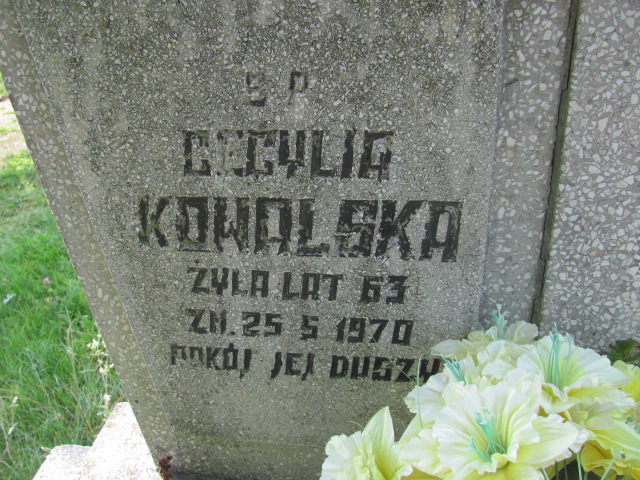 Ś P
CECYLIA
KOWALSKA
ŻYŁA LAT 63
ZM. 25 5 1970
POKÓJ JEJ DUSZY